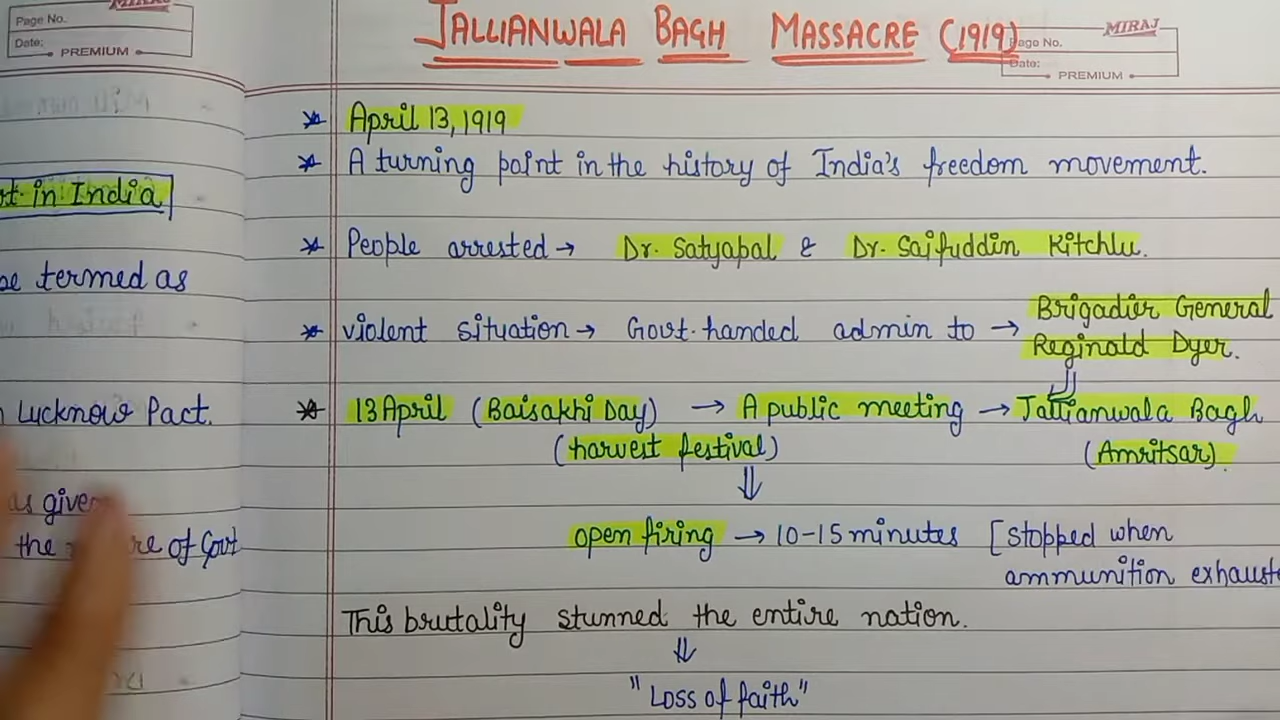 Page No.
Date:
PREMIUM
ot in India
be termed as
Lucknow Pact.
as given
the of Govt
JALLIANWALA BAGH MASSACRE (1919)
MIRAJ
Page No.
Date:
PREMIUM
April 13, 1919
A turning point in the history of India's freedom movement.
People arrested → Dr. Satyapal & Dr. Saifuddin Kitchlu.
violent situation → Govt. handed admin to → Brigadier General
Reginald Dyer.
13 April (Baisakhi Day) → A public meeting → Jallianwala Bagh
(harvest festival) (Amritsar)
⇓
open firing → 10-15 minutes [stopped when
ammunition exhauste
This brutality stunned the entire nation.
⇓
"Loss of faith"